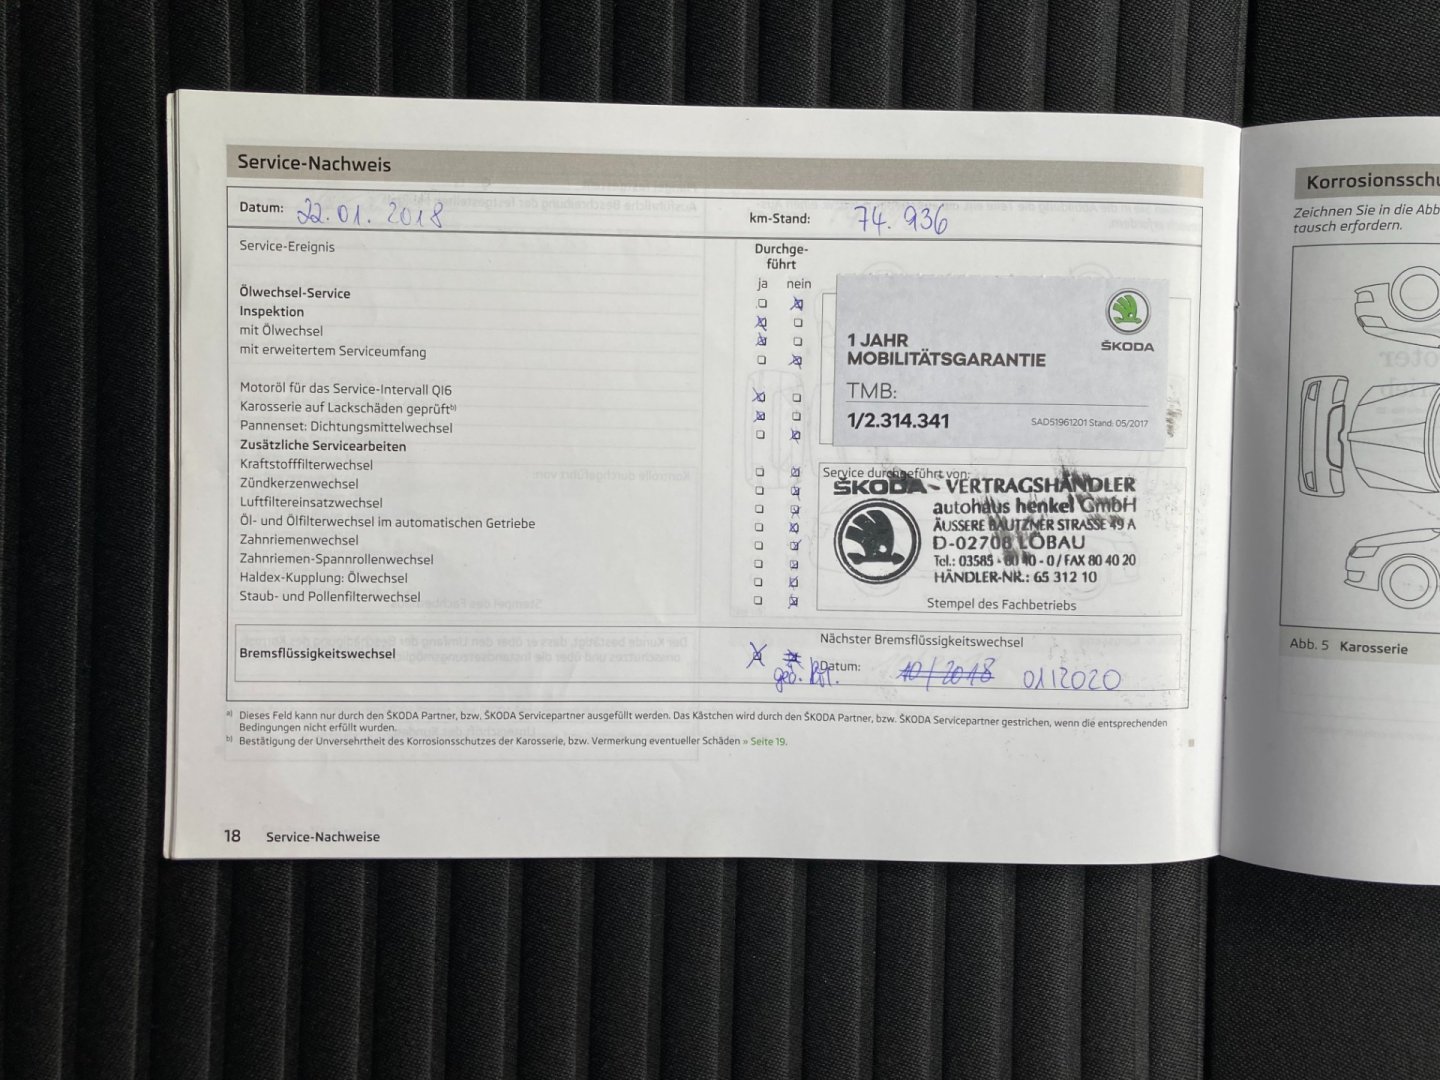 Service-Nachweis
Datum: 22.01.2018 km-Stand: 74.936
Service-Ereignis
Durchge-
führt
ja nein
Ölwechsel-Service
Inspektion
mit Ölwechsel
mit erweitertem Serviceumfang
Motoröl für das Service-Intervall QI6
Karosserie auf Lackschäden geprüft b)
Pannenset: Dichtungsmittelwechsel
Zusätzliche Servicearbeiten
Kraftstofffilterwechsel
Zündkerzenwechsel
Luftfiltereinsatzwechsel
Öl- und Ölfilterwechsel im automatischen Getriebe
Zahnriemenwechsel
Zahnriemen-Spannrollenwechsel
Haldex-Kupplung: Ölwechsel
Staub- und Pollenfilterwechsel
ŠKODA
1 JAHR
MOBILITÄTSGARANTIE
TMB:
1/2.314.341 SAD51961201 Stand: 05/2017
Service durchgeführt von:
ŠKODA - VERTRAGSHÄNDLER
autohaus henkel GmbH
ÄUSSERE BAUTZNER STRASSE 49 A
D-02708 LÖBAU
Tel.: 03585 - 80 40 - 0 / FAX 80 40 20
HÄNDLER-NR.: 65 312 10
Stempel des Fachbetriebs
Bremsflüssigkeitswechsel
Nächster Bremsflüssigkeitswechsel
Datum: 10/2018 01/2020
a) Dieses Feld kann nur durch den ŠKODA Partner, bzw. ŠKODA Servicepartner ausgefüllt werden. Das Kästchen wird durch den ŠKODA Partner, bzw. ŠKODA Servicepartner gestrichen, wenn die entsprechenden
Bedingungen nicht erfüllt wurden.
b) Bestätigung der Unversehrtheit des Korrosionsschutzes der Karosserie, bzw. Vermerkung eventueller Schäden » Seite 19.
18 Service-Nachweise
Korrosionsschu
Zeichnen Sie in die Abb
tausch erfordern.
Abb. 5 Karosserie